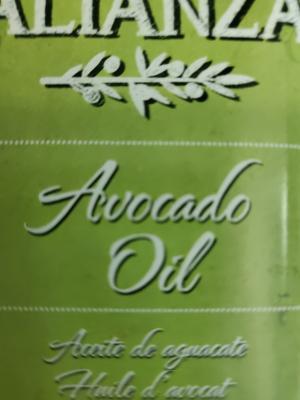 ALIANZA
Avocado
Oil
Aceite de aguacate
Huile d'avocat